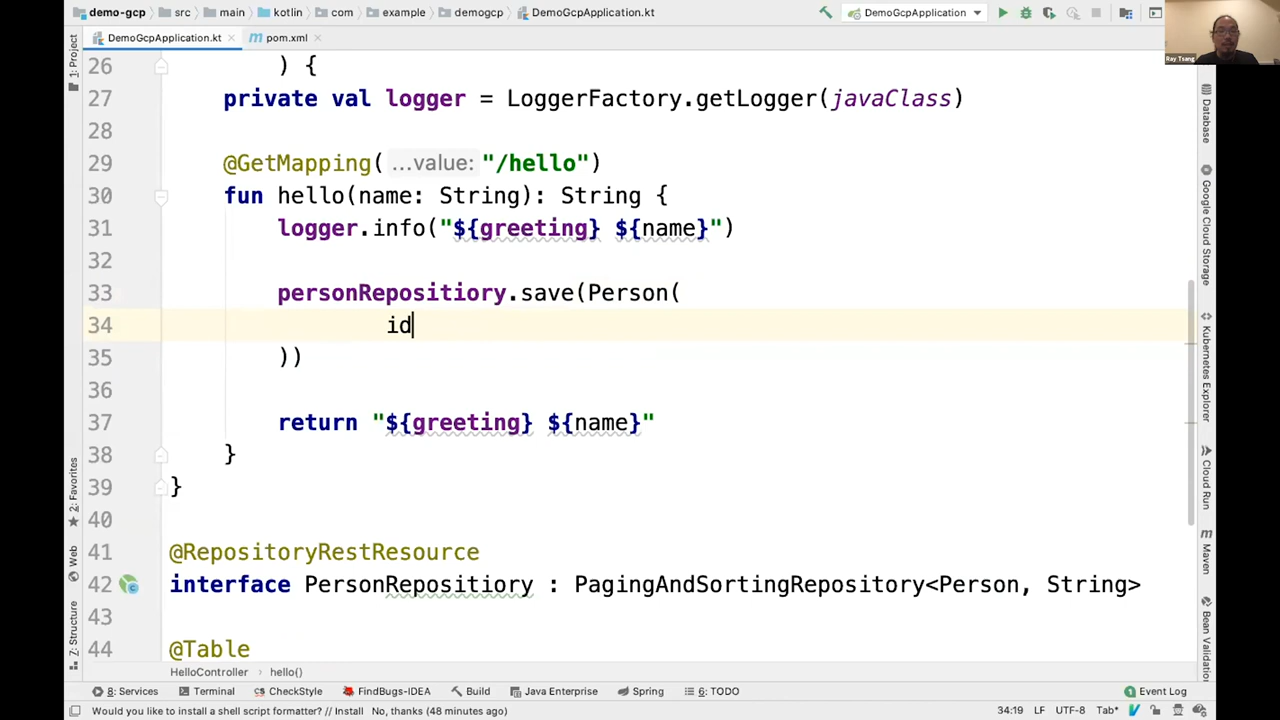 demo-gcp
src
main
kotlin
com
example
demogcp
DemoGcpApplication.kt
DemoGcpApplication
Ray Tsang
DemoGcpApplication.kt
pom.xml
1: Project
2: Favorites
Web
7: Structure
26 ) {
27 private val logger = LoggerFactory.getLogger(javaClass)
28
29 @GetMapping( ...value: "/hello")
30 fun hello(name: String): String {
31 logger.info("${greeting} ${name}")
32
33 personRepositiory.save(Person(
34 id
35 ))
36
37 return "${greeting} ${name}"
38 }
39 }
40
41 @RepositoryRestResource
42 interface PersonRepositiory : PagingAndSortingRepository<Person, String>
43
44 @Table
Database
Google Cloud Storage
Kubernetes Explorer
Cloud Run
Maven
Bean Validation
HelloController
hello()
8: Services
Terminal
CheckStyle
FindBugs-IDEA
Build
Java Enterprise
Spring
6: TODO
1 Event Log
Would you like to install a shell script formatter? // Install No, thanks (48 minutes ago)
34:19 LF UTF-8 Tab*